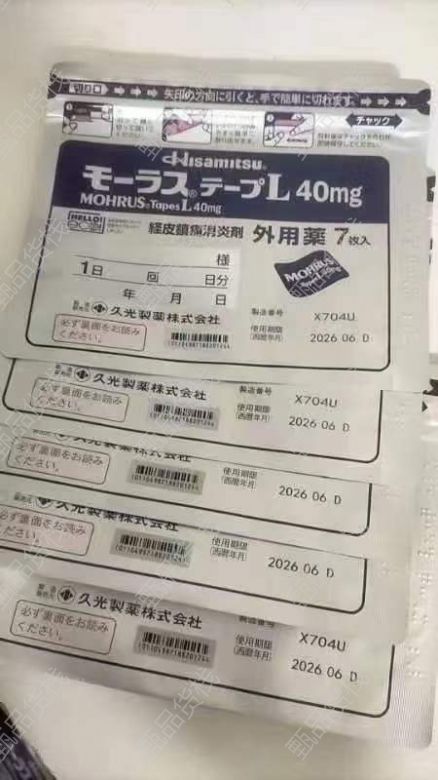 切り口 → → → 矢印の方向に引くと、手で簡単に切れます。 → → →
チャック
Hisamitsu®
モーラス®テープL 40mg
MOHRUS® Tapes L 40mg
経皮鎮痛消炎剤 外用薬 7枚入
HELLO!
MOHRUS
Tape L 40mg
様
1日 回 日分
年 月 日
製造販売元 久光製薬株式会社
必ず裏面をお読みください。
製造番号 X704U
使用期限(西暦年月) 2026 06 D
久光製薬株式会社
必ず裏面をお読みください。
製造番号 X704U
使用期限(西暦年月) 2026 06 D
必ず裏面をお読みください。
使用期限(西暦年月) 2026 06 D
久光製薬株式会社
必ず裏面をお読みください。
使用期限(西暦年月) 2026 06 D
久光製薬株式会社
必ず裏面をお読みください。
製造番号 X704U
使用期限(西暦年月) 2026 06 D